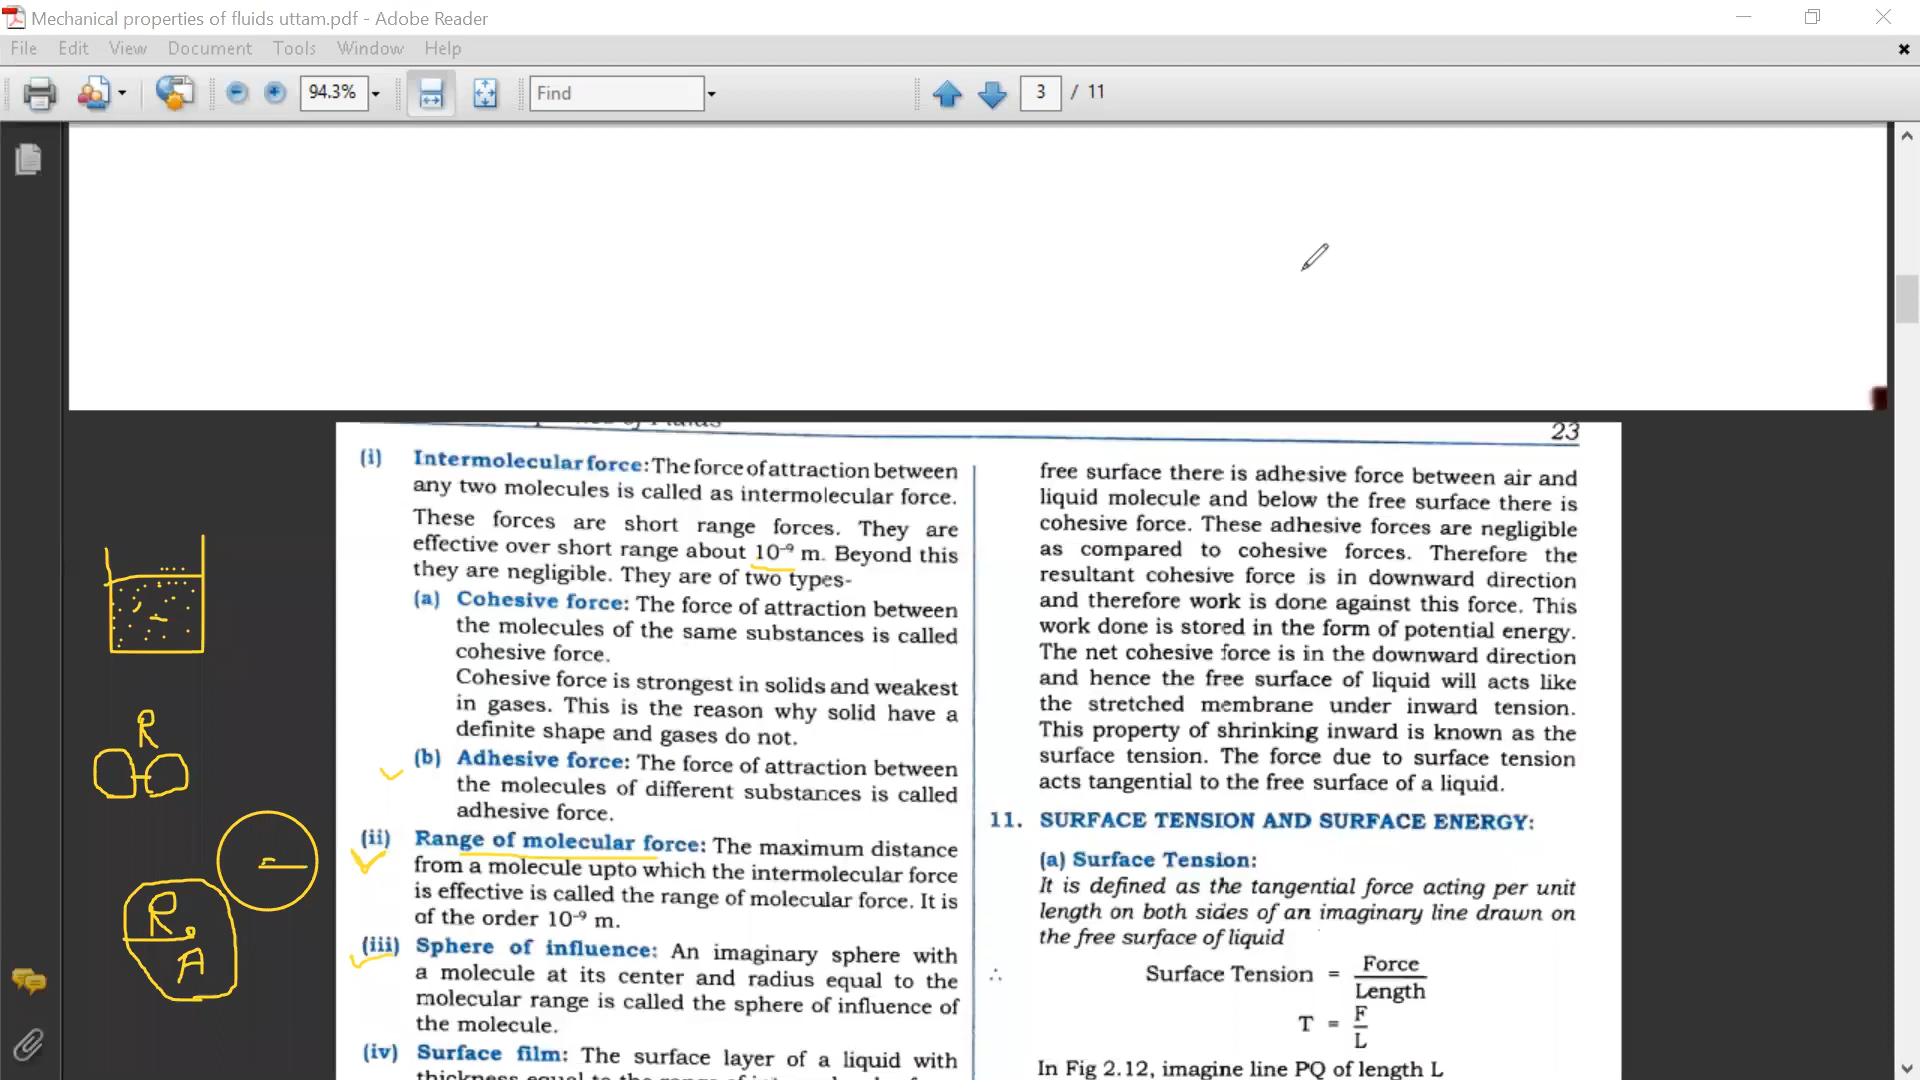 Mechanical properties of fluids uttam.pdf - Adobe Reader
File Edit View Document Tools Window Help
94.3%
Find
3 / 11
23
(i) Intermolecular force: The force of attraction between
any two molecules is called as intermolecular force.
These forces are short range forces. They are
effective over short range about 10⁻⁹ m. Beyond this
they are negligible. They are of two types-
(a) Cohesive force: The force of attraction between
the molecules of the same substances is called
cohesive force.
Cohesive force is strongest in solids and weakest
in gases. This is the reason why solid have a
definite shape and gases do not.
(b) Adhesive force: The force of attraction between
the molecules of different substances is called
adhesive force.
(ii) Range of molecular force: The maximum distance
from a molecule upto which the intermolecular force
is effective is called the range of molecular force. It is
of the order 10⁻⁹ m.
(iii) Sphere of influence: An imaginary sphere with
a molecule at its center and radius equal to the
molecular range is called the sphere of influence of
the molecule.
(iv) Surface film: The surface layer of a liquid with
free surface there is adhesive force between air and
liquid molecule and below the free surface there is
cohesive force. These adhesive forces are negligible
as compared to cohesive forces. Therefore the
resultant cohesive force is in downward direction
and therefore work is done against this force. This
work done is stored in the form of potential energy.
The net cohesive force is in the downward direction
and hence the free surface of liquid will acts like
the stretched membrane under inward tension.
This property of shrinking inward is known as the
surface tension. The force due to surface tension
acts tangential to the free surface of a liquid.
11. SURFACE TENSION AND SURFACE ENERGY:
(a) Surface Tension:
It is defined as the tangential force acting per unit
length on both sides of an imaginary line drawn on
the free surface of liquid
∴ Surface Tension = Force
Length
T = F
L
In Fig 2.12, imagine line PQ of length L
R
R
A